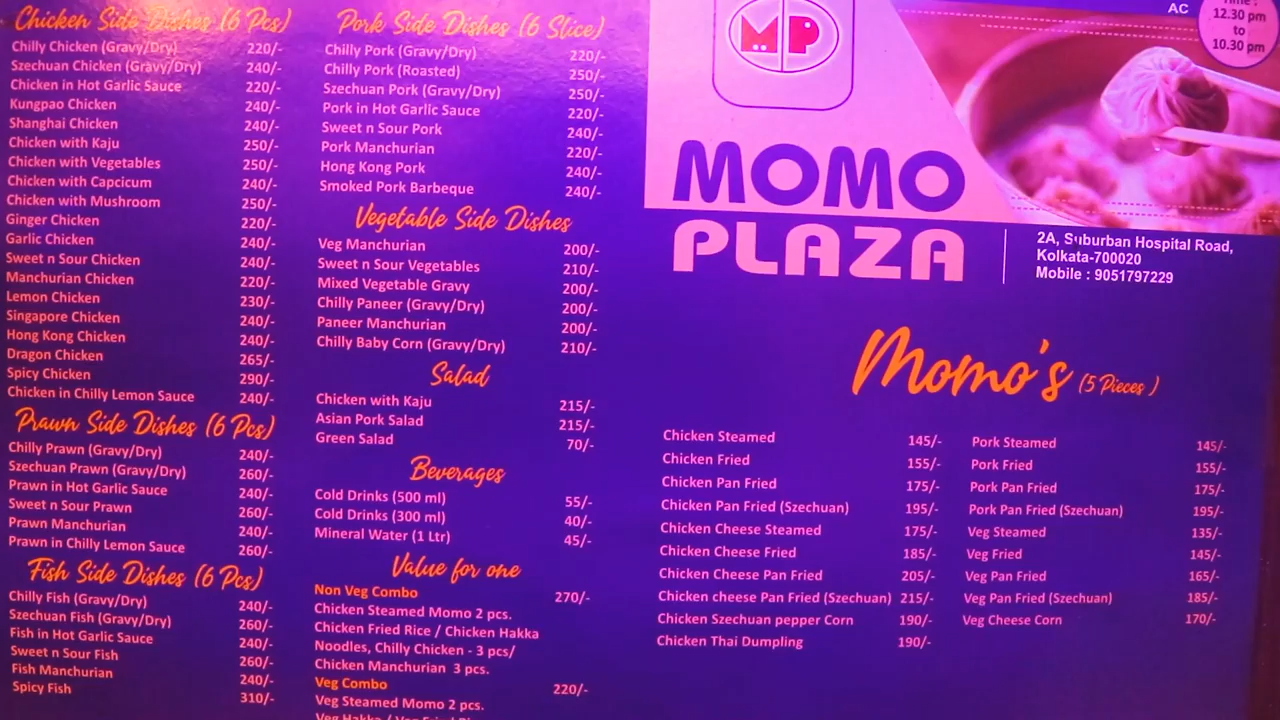 Chicken Side Dishes (6 Pcs)
Chilly Chicken (Gravy/Dry) 220/-
Szechuan Chicken (Gravy/Dry) 240/-
Chicken in Hot Garlic Sauce 220/-
Kungpao Chicken 240/-
Shanghai Chicken 240/-
Chicken with Kaju 250/-
Chicken with Vegetables 250/-
Chicken with Capcicum 240/-
Chicken with Mushroom 250/-
Ginger Chicken 220/-
Garlic Chicken 240/-
Sweet n Sour Chicken 240/-
Manchurian Chicken 220/-
Lemon Chicken 230/-
Singapore Chicken 240/-
Hong Kong Chicken 240/-
Dragon Chicken 265/-
Spicy Chicken 290/-
Chicken in Chilly Lemon Sauce 240/-
Prawn Side Dishes (6 Pcs)
Chilly Prawn (Gravy/Dry) 240/-
Szechuan Prawn (Gravy/Dry) 260/-
Prawn in Hot Garlic Sauce 240/-
Sweet n Sour Prawn 260/-
Prawn Manchurian 240/-
Prawn in Chilly Lemon Sauce 260/-
Fish Side Dishes (6 Pcs)
Chilly Fish (Gravy/Dry) 240/-
Szechuan Fish (Gravy/Dry) 260/-
Fish in Hot Garlic Sauce 240/-
Sweet n Sour Fish 260/-
Fish Manchurian 240/-
Spicy Fish 310/-
Pork Side Dishes (6 Slice)
Chilly Pork (Gravy/Dry) 220/-
Chilly Pork (Roasted) 250/-
Szechuan Pork (Gravy/Dry) 250/-
Pork in Hot Garlic Sauce 220/-
Sweet n Sour Pork 240/-
Pork Manchurian 220/-
Hong Kong Pork 240/-
Smoked Pork Barbeque 240/-
Vegetable Side Dishes
Veg Manchurian 200/-
Sweet n Sour Vegetables 210/-
Mixed Vegetable Gravy 200/-
Chilly Paneer (Gravy/Dry) 200/-
Paneer Manchurian 200/-
Chilly Baby Corn (Gravy/Dry) 210/-
Salad
Chicken with Kaju 215/-
Asian Pork Salad 215/-
Green Salad 70/-
Beverages
Cold Drinks (500 ml) 55/-
Cold Drinks (300 ml) 40/-
Mineral Water (1 Ltr) 45/-
Value for one
Non Veg Combo 270/-
Chicken Steamed Momo 2 pcs.
Chicken Fried Rice / Chicken Hakka
Noodles, Chilly Chicken - 3 pcs/
Chicken Manchurian 3 pcs.
Veg Combo 220/-
Veg Steamed Momo 2 pcs.
AC
Time :
12.30 pm
to
10.30 pm
MP
MOMO
PLAZA
2A, Suburban Hospital Road,
Kolkata-700020
Mobile : 9051797229
Momo's (5 Pieces)
Chicken Steamed 145/-
Chicken Fried 155/-
Chicken Pan Fried 175/-
Chicken Pan Fried (Szechuan) 195/-
Chicken Cheese Steamed 175/-
Chicken Cheese Fried 185/-
Chicken Cheese Pan Fried 205/-
Chicken cheese Pan Fried (Szechuan) 215/-
Chicken Szechuan pepper Corn 190/-
Chicken Thai Dumpling 190/-
Pork Steamed 145/-
Pork Fried 155/-
Pork Pan Fried 175/-
Pork Pan Fried (Szechuan) 195/-
Veg Steamed 135/-
Veg Fried 145/-
Veg Pan Fried 165/-
Veg Pan Fried (Szechuan) 185/-
Veg Cheese Corn 170/-